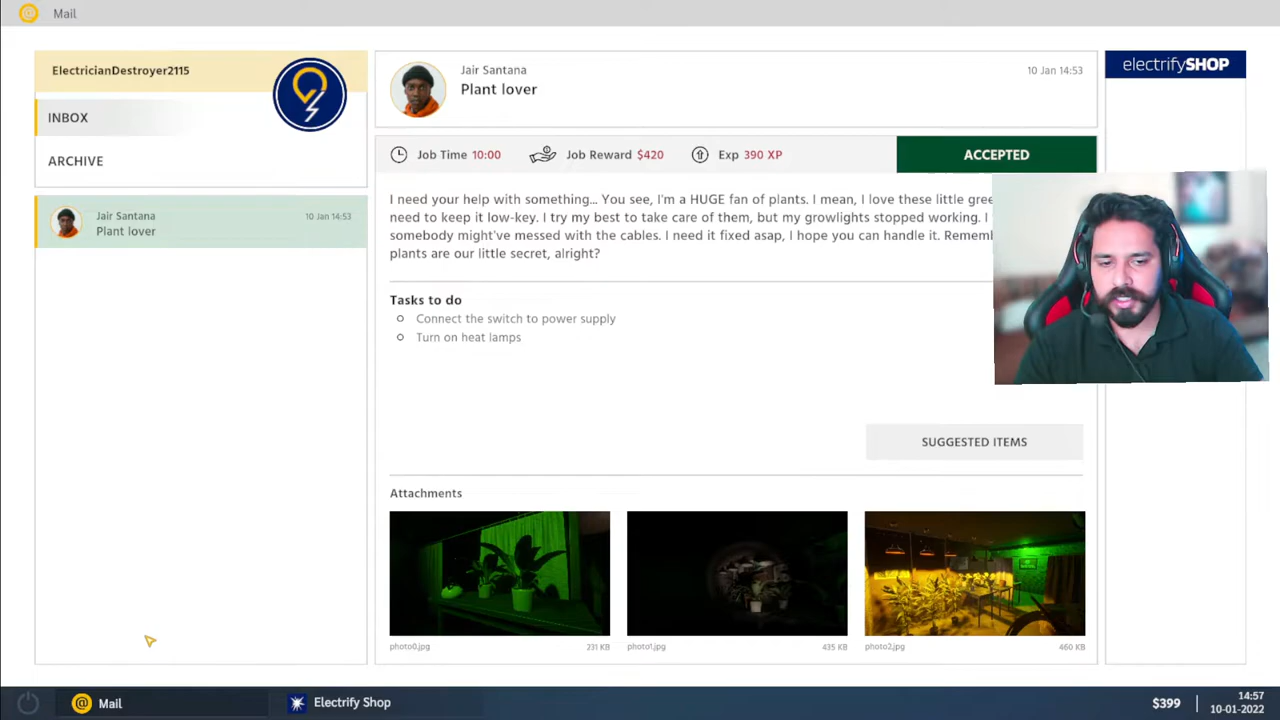 Mail
ElectricianDestroyer2115
INBOX
ARCHIVE
Jair Santana
10 Jan 14:53
Plant lover
Jair Santana
10 Jan 14:53
Plant lover
Job Time 10:00
Job Reward $420
Exp 390 XP
ACCEPTED
I need your help with something... You see, I'm a HUGE fan of plants. I mean, I love these little
need to keep it low-key. I try my best to take care of them, but my growlights stopped working. I
somebody might've messed with the cables. I need it fixed asap, I hope you can handle it.
plants are our little secret, alright?
Tasks to do
Connect the switch to power supply
Turn on heat lamps
SUGGESTED ITEMS
Attachments
photo0.jpg
231 KB
photo1.jpg
435 KB
photo2.jpg
460 KB
electrifySHOP
Mail
Electrify Shop
$399
14:57
10-01-2022